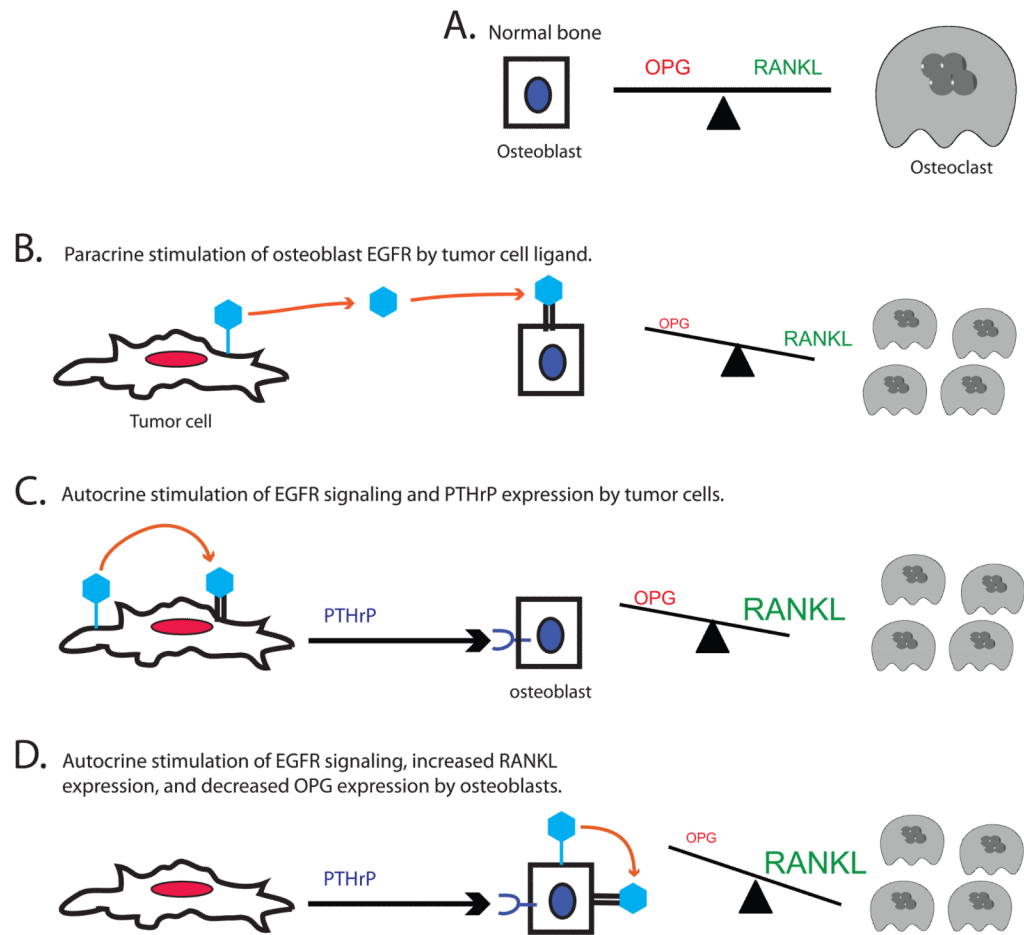 A. Normal bone
OPG RANKL
Osteoblast
Osteoclast
B. Paracrine stimulation of osteoblast EGFR by tumor cell ligand.
OPG
RANKL
Tumor cell
C. Autocrine stimulation of EGFR signaling and PTHrP expression by tumor cells.
PTHrP
OPG
RANKL
osteoblast
D. Autocrine stimulation of EGFR signaling, increased RANKL
expression, and decreased OPG expression by osteoblasts.
PTHrP
OPG
RANKL